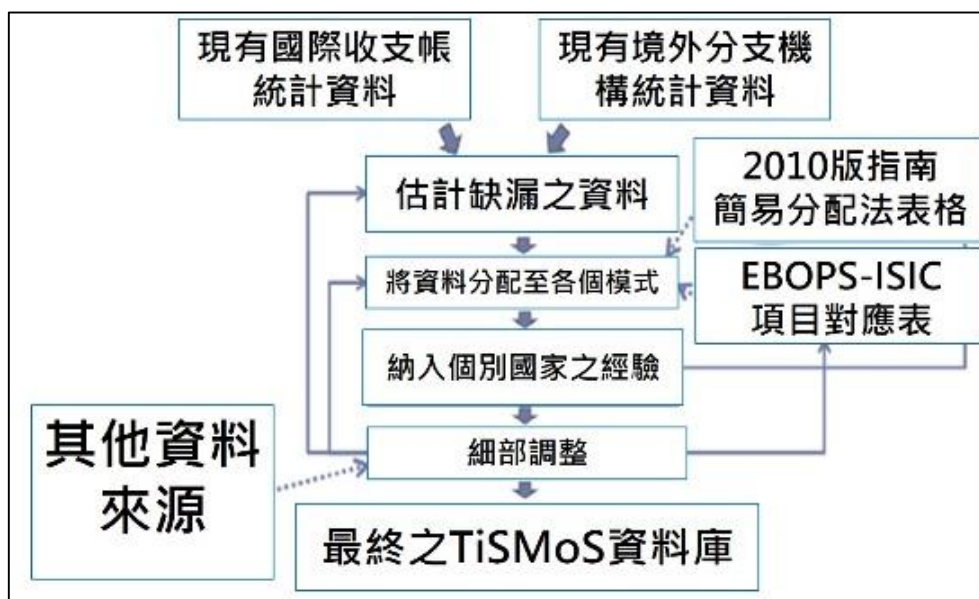 現有國際收支帳
統計資料
現有境外分支機
構統計資料
估計缺漏之資料
2010版指南
簡易分配法表格
將資料分配至各個模式
EBOPS-ISIC
項目對應表
納入個別國家之經驗
其他資料
來源
細部調整
最終之TiSMoS資料庫